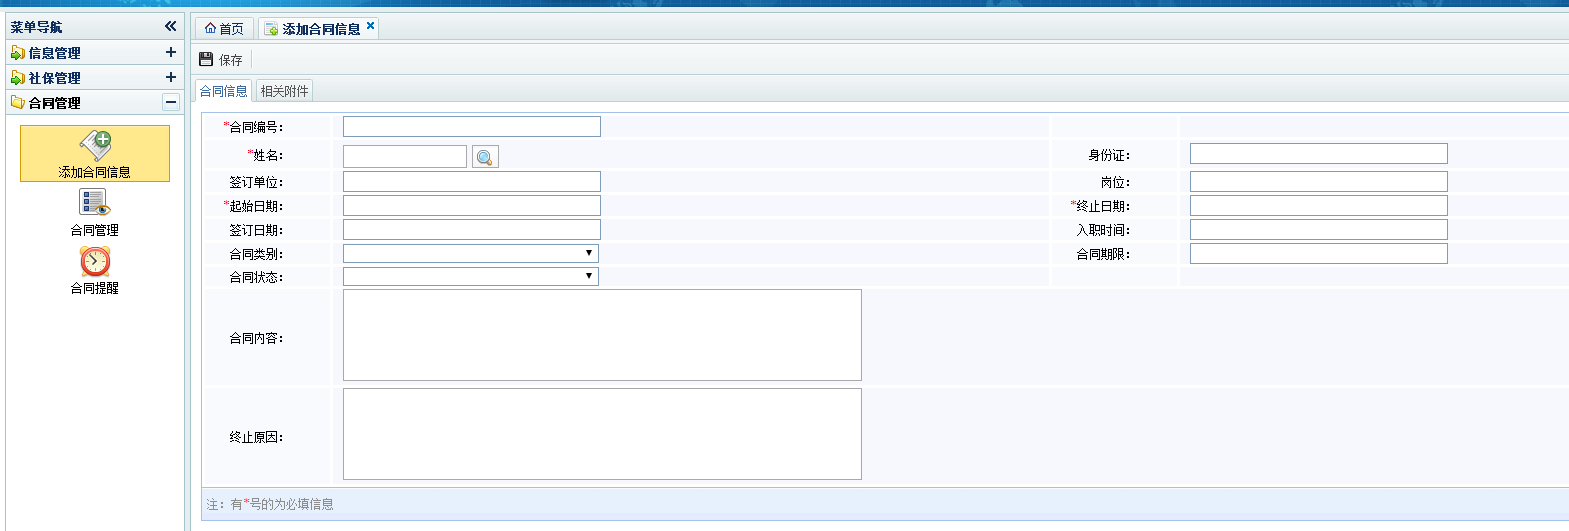 菜单导航
信息管理
社保管理
合同管理
添加合同信息
合同管理
合同提醒
首页 添加合同信息
保存
合同信息 相关附件
*合同编号：
*姓名： 身份证：
签订单位： 岗位：
*起始日期： *终止日期：
签订日期： 入职时间：
合同类别： 合同期限：
合同状态：
合同内容：
终止原因：
注：有*号的为必填信息